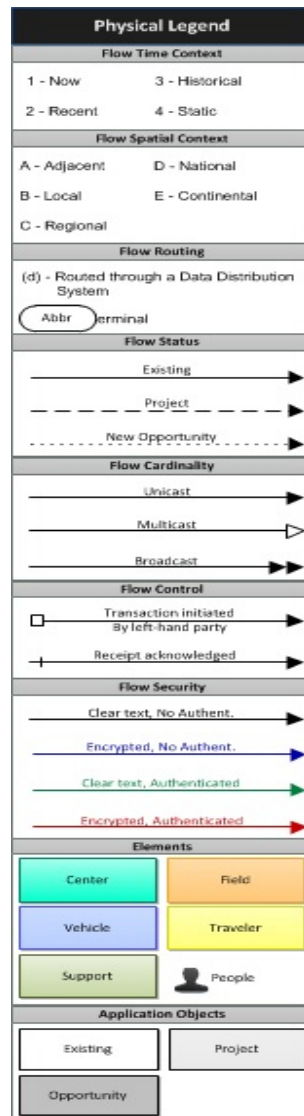 Physical Legend
Flow Time Context
1 - Now 3 - Historical
2 - Recent 4 - Static
Flow Spatial Context
A - Adjacent D - National
B - Local E - Continental
C - Regional
Flow Routing
(d) - Routed through a Data Distribution
System
Abbr erminal
Flow Status
Existing
Project
New Opportunity
Flow Cardinality
Unicast
Multicast
Broadcast
Flow Control
Transaction initiated
By left-hand party
Receipt acknowledged
Flow Security
Clear text, No Authent.
Encrypted, No Authent.
Clear text, Authenticated
Encrypted, Authenticated
Elements
Center Field
Vehicle Traveler
Support People
Application Objects
Existing Project
Opportunity